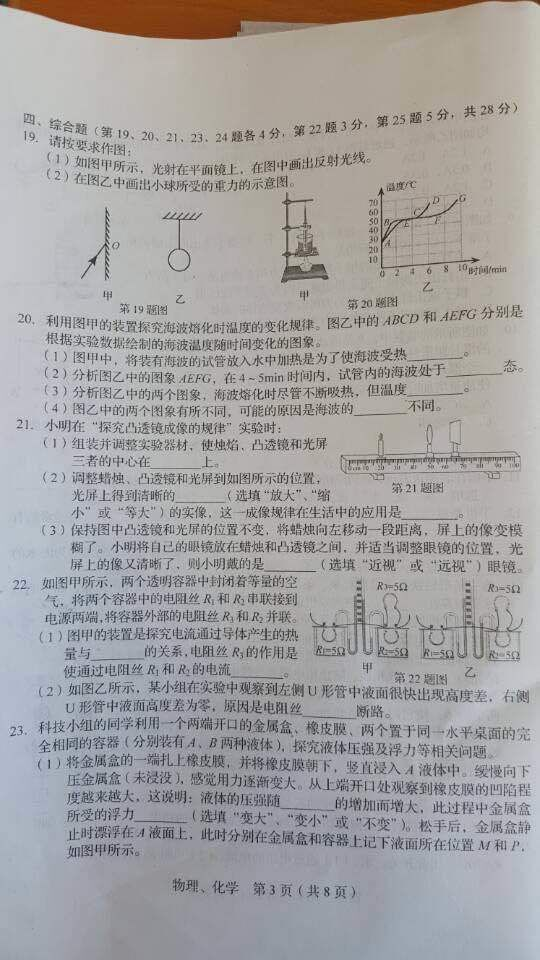 四、综合题（第19、20、21、23、24题各4分，第22题3分，第25题5分，共28分）
19. 请按要求作图：
（1）如图甲所示，光射在平面镜上，在图中画出反射光线。
（2）在图乙中画出小球所受的重力的示意图。
O
甲
乙
第19题图
甲
温度/℃
70
60
50
40
30
20
10
0 2 4 6 8 10 时间/min
A
B
C
D
E
F
G
乙
第20题图
20. 利用图甲的装置探究海波熔化时温度的变化规律。图乙中的ABCD和AEFG分别是
根据实验数据绘制的海波温度随时间变化的图象。
（1）图甲中，将装有海波的试管放入水中加热是为了使海波受热________。
（2）分析图乙中的图象AEFG，在4～5min时间内，试管内的海波处于________态。
（3）分析图乙中的两个图象，海波熔化时尽管不断吸热，但温度________。
（4）图乙中的两个图象有所不同，可能的原因是海波的________不同。
21. 小明在“探究凸透镜成像的规律”实验时：
（1）组装并调整实验器材，使烛焰、凸透镜和光屏
三者的中心在________上。
（2）调整蜡烛、凸透镜和光屏到如图所示的位置，
光屏上得到清晰的________（选填“放大”、“缩
小”或“等大”）的实像，这一成像规律在生活中的应用是________。
0cm 10 20 30 40 50 60 70 80 90 100
第21题图
（3）保持图中凸透镜和光屏的位置不变，将蜡烛向左移动一段距离，屏上的像变模
糊了。小明将自己的眼镜放在蜡烛和凸透镜之间，并适当调整眼镜的位置，光
屏上的像又清晰了，则小明戴的是________（选填“近视”或“远视”）眼镜。
22. 如图甲所示，两个透明容器中封闭着等量的空
气，将两个容器中的电阻丝R₁和R₂串联接到
电源两端，将容器外部的电阻丝R₃和R₂并联。
（1）图甲的装置是探究电流通过导体产生的热
量与________的关系，电阻丝R₃的作用是
使通过电阻丝R₁和R₂的电流________。
R₃=5Ω
R₁=5Ω
R₂=5Ω
甲
R₃=5Ω
R₁=5Ω
R₂=5Ω
乙
第22题图
（2）如图乙所示，某小组在实验中观察到左侧U形管中液面很快出现高度差，右侧
U形管中液面高度差为零，原因是电阻丝________断路。
23. 科技小组的同学利用一个两端开口的金属盒、橡皮膜、两个置于同一水平桌面的完
全相同的容器（分别装有A、B两种液体），探究液体压强及浮力等相关问题。
（1）将金属盒的一端扎上橡皮膜，并将橡皮膜朝下，竖直浸入A液体中。缓慢向下
压金属盒（未浸没），感觉用力逐渐变大。从上端开口处观察到橡皮膜的凹陷程
度越来越大，这说明：液体的压强随________的增加而增大，此过程中金属盒
所受的浮力________（选填“变大”、“变小”或“不变”）。松手后，金属盒静
止时漂浮在A液面上，此时分别在金属盒和容器上记下液面所在位置M和P，
如图甲所示。
物理、化学 第3页（共8页）